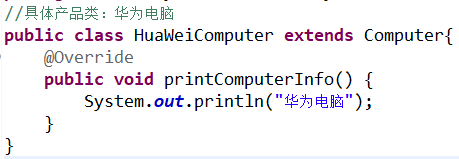 //具体产品类：华为电脑
public class HuaWeiComputer extends Computer{
    @Override
    public void printComputerInfo() {
        System.out.println("华为电脑");
    }
}